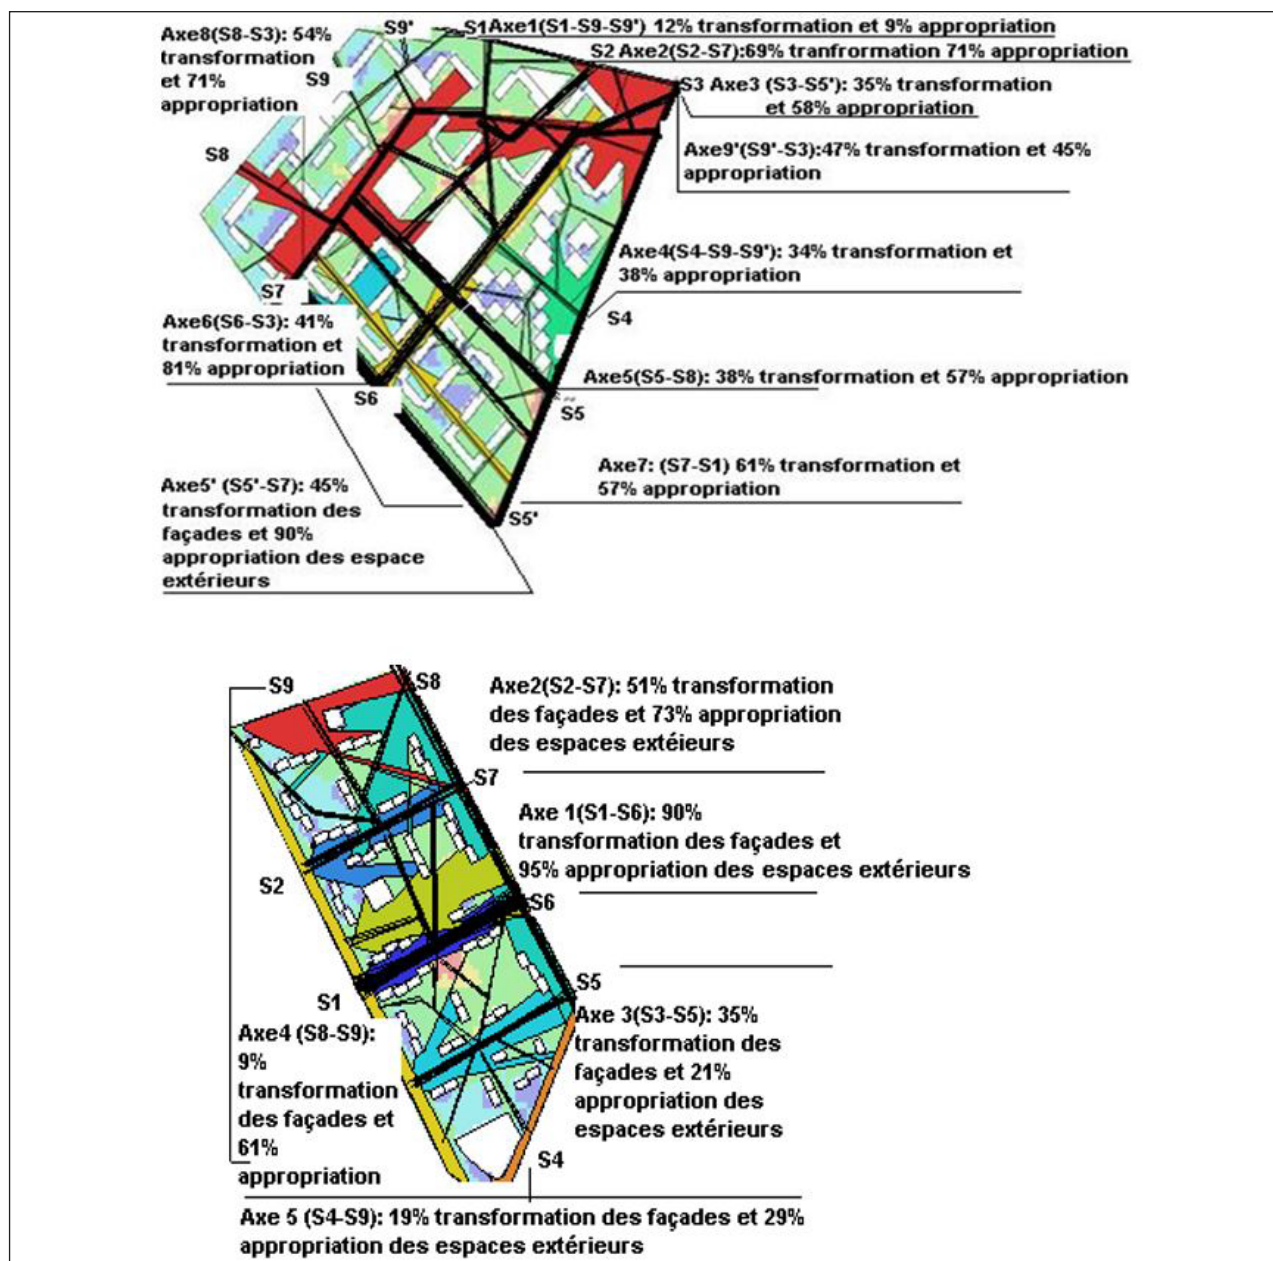 Axe8(S8-S3): 54%
transformation
et 71%
appropriation
S9'
S9
S8
S1 Axe1(S1-S9-S9') 12% transformation et 9% appropriation
S2 Axe2(S2-S7):69% tranfrormation 71% appropriation
S3 Axe3 (S3-S5'): 35% transformation
et 58% appropriation
Axe9'(S9'-S3):47% transformation et 45%
appropriation
Axe4(S4-S9-S9'): 34% transformation et
38% appropriation
S4
S7
Axe6(S6-S3): 41%
transformation et
81% appropriation
S6
Axe5(S5-S8): 38% transformation et 57% appropriation
S5
Axe7: (S7-S1) 61% transformation et
57% appropriation
Axe5' (S5'-S7): 45%
transformation des
façades et 90%
appropriation des espace
extérieurs
S5'
S9
S8
Axe2(S2-S7): 51% transformation
des façades et 73% appropriation
des espaces extéieurs
S7
Axe 1(S1-S6): 90%
transformation des façades et
95% appropriation des espaces extérieurs
S2
S6
S1
S5
Axe4 (S8-S9):
9%
transformation
des façades et
61%
appropriation
Axe 3(S3-S5): 35%
transformation des
façades et 21%
appropriation des
espaces extérieurs
S4
Axe 5 (S4-S9): 19% transformation des façades et 29%
appropriation des espaces extérieurs